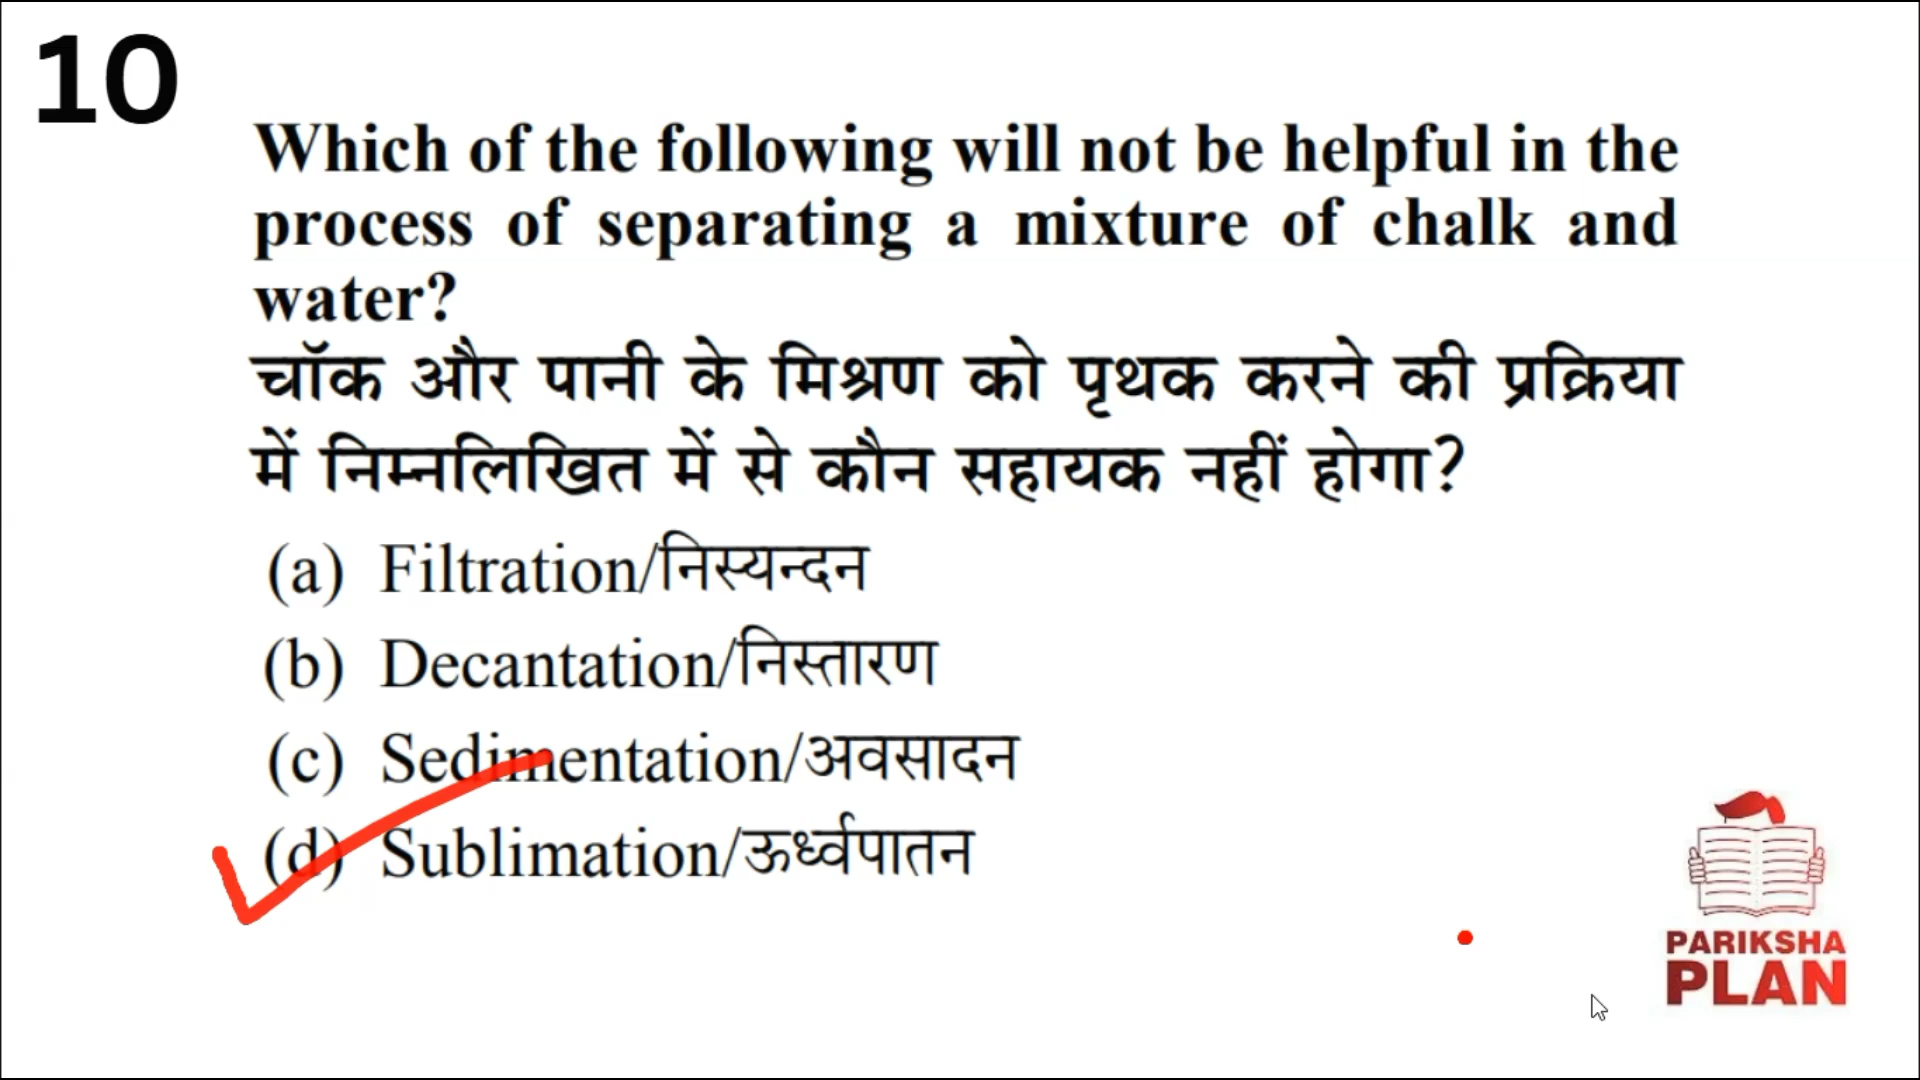 10
Which of the following will not be helpful in the
process of separating a mixture of chalk and
water?
चॉक और पानी के मिश्रण को पृथक करने की प्रक्रिया
में निम्नलिखित में से कौन सहायक नहीं होगा?
(a) Filtration/निस्यन्दन
(b) Decantation/निस्तारण
(c) Sedimentation/अवसादन
(d) Sublimation/ऊर्ध्वपातन
PARIKSHA
PLAN